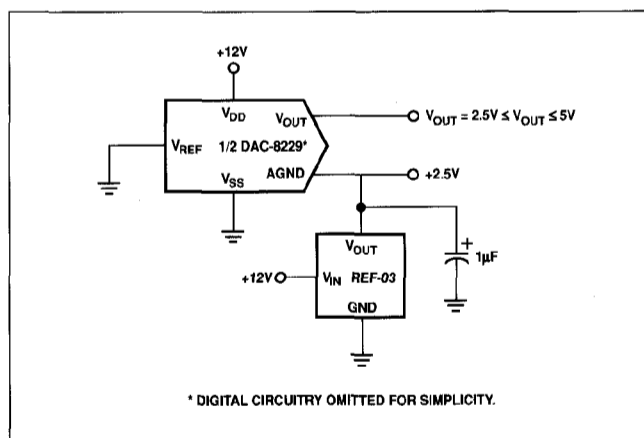 +12V
VDD
VOUT
VOUT = 2.5V ≤ VOUT ≤ 5V
VREF
1/2 DAC-8229*
VSS
AGND
+2.5V
VOUT
+
1µF
+12V
VIN
REF-03
GND
* DIGITAL CIRCUITRY OMITTED FOR SIMPLICITY.